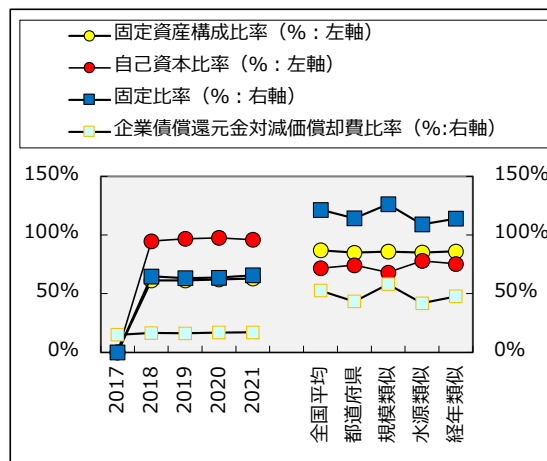 固定資産構成比率（%：左軸）
自己資本比率（%：左軸）
固定比率（%：右軸）
企業債償還元金対減価償却費比率（%:右軸）
150% 150%
100% 100%
50% 50%
0% 0%
2017 2018 2019 2020 2021 全国平均 都道府県 規模類似 水源類似 経年類似